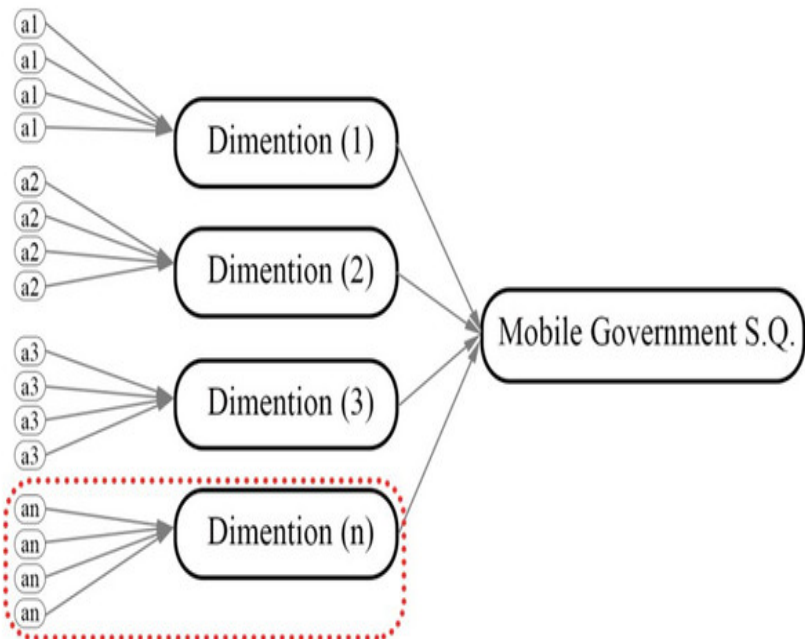 a1
a1
a1
a1
Dimention (1)
a2
a2
a2
a2
Dimention (2)
a3
a3
a3
a3
Dimention (3)
an
an
an
an
Dimention (n)
Mobile Government S.Q.